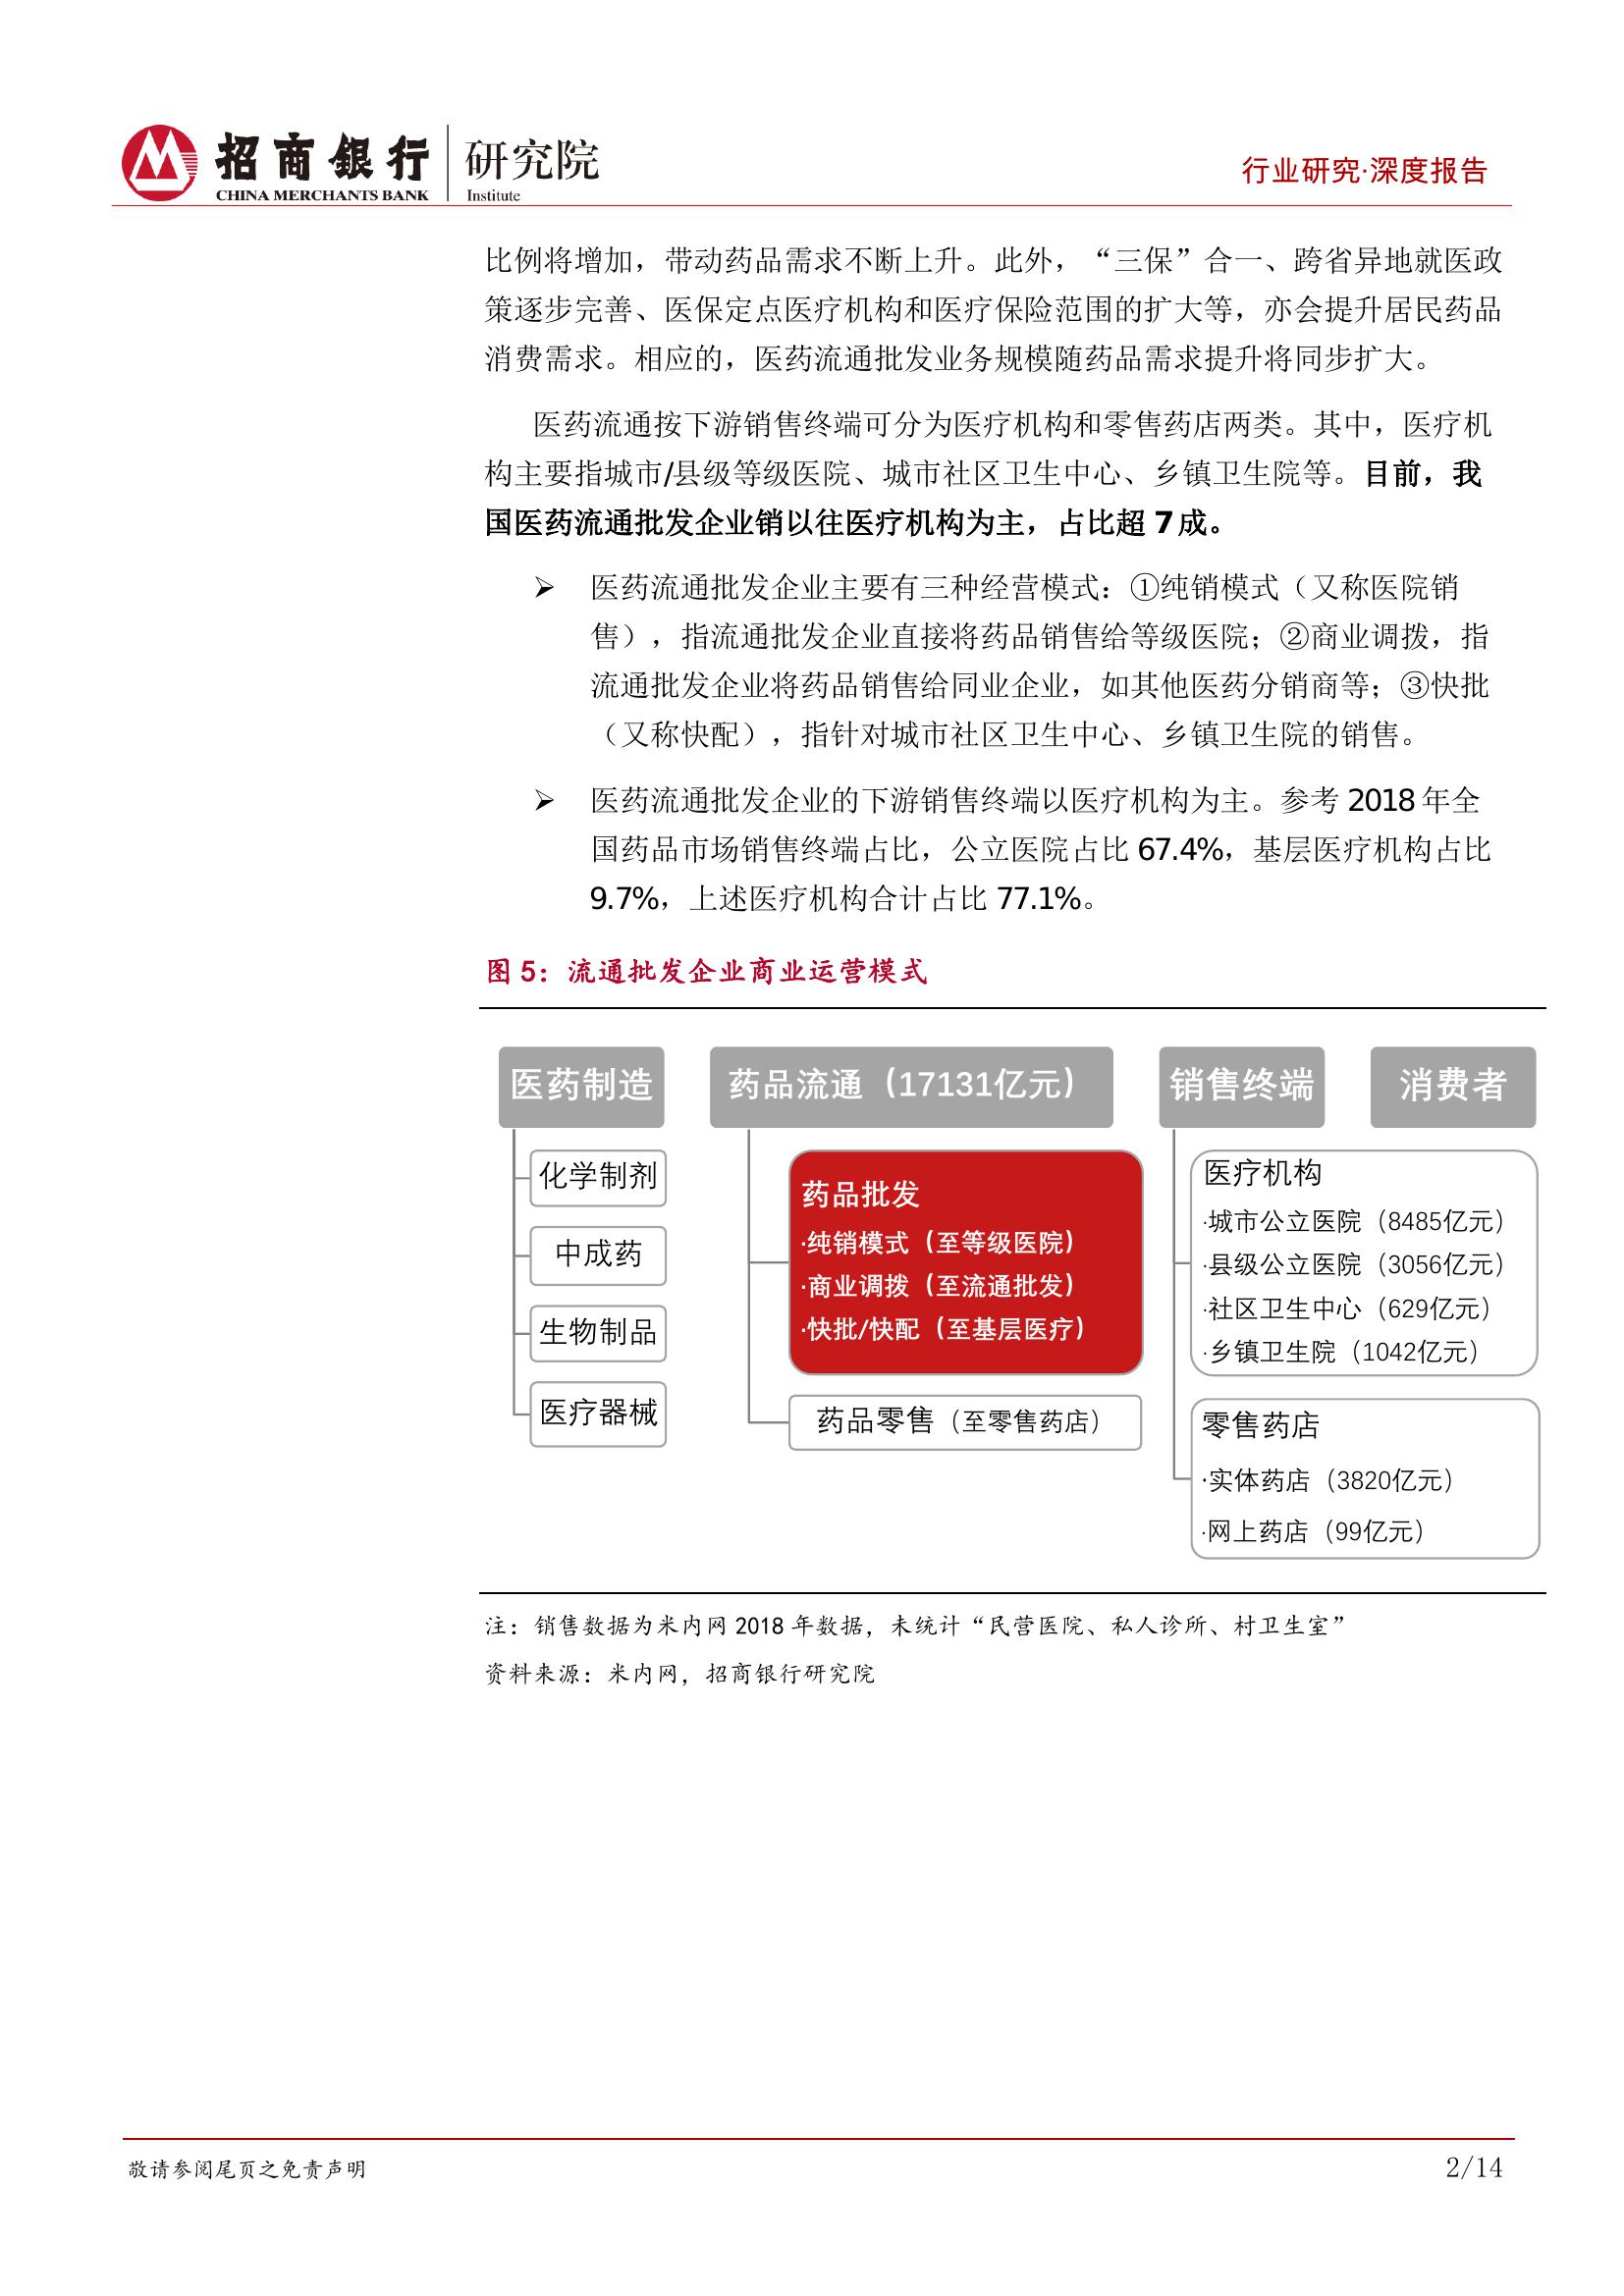 招商银行
CHINA MERCHANTS BANK
研究院
Institute
行业研究·深度报告
比例将增加，带动药品需求不断上升。此外，“三保”合一、跨省异地就医政
策逐步完善、医保定点医疗机构和医疗保险范围的扩大等，亦会提升居民药品
消费需求。相应的，医药流通批发业务规模随药品需求提升将同步扩大。
医药流通按下游销售终端可分为医疗机构和零售药店两类。其中，医疗机
构主要指城市/县级等级医院、城市社区卫生中心、乡镇卫生院等。目前，我
国医药流通批发企业销以往医疗机构为主，占比超 7 成。
➢ 医药流通批发企业主要有三种经营模式：①纯销模式（又称医院销
售），指流通批发企业直接将药品销售给等级医院；②商业调拨，指
流通批发企业将药品销售给同业企业，如其他医药分销商等；③快批
（又称快配），指针对城市社区卫生中心、乡镇卫生院的销售。
➢ 医药流通批发企业的下游销售终端以医疗机构为主。参考 2018 年全
国药品市场销售终端占比，公立医院占比 67.4%，基层医疗机构占比
9.7%，上述医疗机构合计占比 77.1%。
图 5：流通批发企业商业运营模式
医药制造
化学制剂
中成药
生物制品
医疗器械
药品流通（17131亿元）
药品批发
·纯销模式（至等级医院）
·商业调拨（至流通批发）
·快批/快配（至基层医疗）
药品零售（至零售药店）
销售终端
医疗机构
·城市公立医院（8485亿元）
·县级公立医院（3056亿元）
·社区卫生中心（629亿元）
·乡镇卫生院（1042亿元）
零售药店
·实体药店（3820亿元）
·网上药店（99亿元）
消费者
注：销售数据为米内网 2018 年数据，未统计“民营医院、私人诊所、村卫生室”
资料来源：米内网，招商银行研究院
敬请参阅尾页之免责声明
2/14